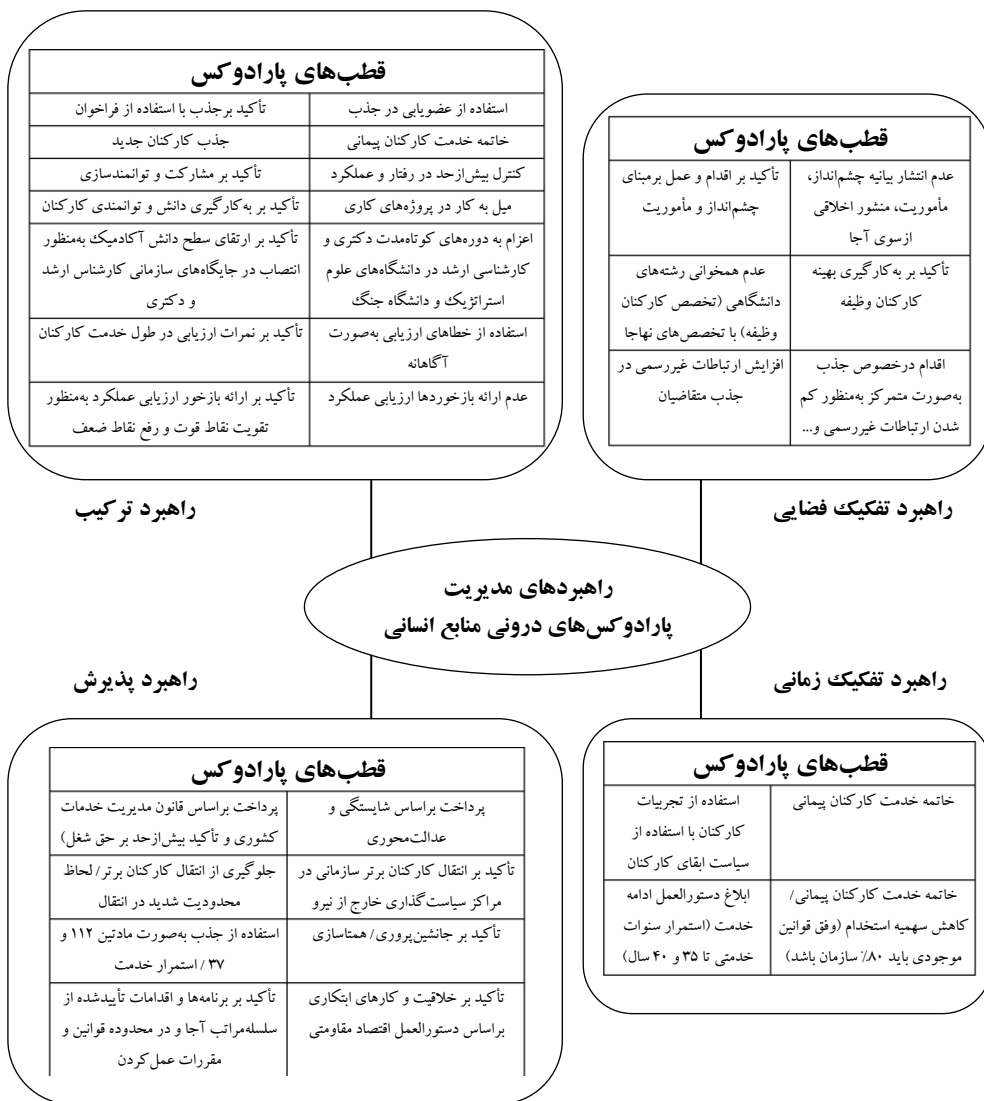 قطب‌های پارادوکس
استفاده از عضویابی در جذب
تأکید برجذب با استفاده از فراخوان
خاتمه خدمت کارکنان پیمانی
جذب کارکنان جدید
کنترل بیش‌ازحد در رفتار و عملکرد
تأکید بر مشارکت و توانمندسازی
میل به کار در پروژه‌های کاری
تأکید بر به‌کارگیری دانش و توانمندی کارکنان
اعزام به دوره‌های کوتاه‌مدت دکتری و
کارشناسی ارشد در دانشگاه‌های علوم
استراتژیک و دانشگاه جنگ
تأکید بر ارتقای سطح دانش آکادمیک به‌منظور
انتصاب در جایگاه‌های سازمانی کارشناس ارشد
و دکتری
استفاده از خطاهای ارزیابی به‌صورت
آگاهانه
تأکید بر نمرات ارزیابی در طول خدمت کارکنان
عدم ارائه بازخوردها ارزیابی عملکرد
تأکید بر ارائه بازخور ارزیابی عملکرد به‌منظور
تقویت نقاط قوت و رفع نقاط ضعف
قطب‌های پارادوکس
عدم انتشار بیانیه چشم‌انداز،
مأموریت، منشور اخلاقی
ازسوی آجا
تأکید بر اقدام و عمل برمبنای
چشم‌انداز و مأموریت
تأکید بر به‌کارگیری بهینه
کارکنان وظیفه
عدم همخوانی رشته‌های
دانشگاهی (تخصص کارکنان
وظیفه) با تخصص‌های نهاجا
اقدام درخصوص جذب
به‌صورت متمرکز به‌منظور کم
شدن ارتباطات غیررسمی و...
افزایش ارتباطات غیررسمی در
جذب متقاضیان
راهبرد تفکیک فضایی
راهبرد ترکیب
راهبردهای مدیریت
پارادوکس‌های درونی منابع انسانی
راهبرد تفکیک زمانی
راهبرد پذیرش
قطب‌های پارادوکس
خاتمه خدمت کارکنان پیمانی
استفاده از تجربیات
کارکنان با استفاده از
سیاست ابقای کارکنان
خاتمه خدمت کارکنان پیمانی/
کاهش سهمیه استخدام (وفق قوانین
موجودی باید ۸۰٪ سازمان باشد)
ابلاغ دستورالعمل ادامه
خدمت (استمرار سنوات
خدمتی تا ۳۵ و ۴۰ سال)
قطب‌های پارادوکس
پرداخت براساس شایستگی و
عدالت‌محوری
پرداخت براساس قانون مدیریت خدمات
کشوری و تأکید بیش‌ازحد بر حق شغل)
تأکید بر انتقال کارکنان برتر سازمانی در
مراکز سیاست‌گذاری خارج از نیرو
جلوگیری از انتقال کارکنان برتر/ لحاظ
محدودیت شدید در انتقال
تأکید بر جانشین‌پروری/ همتاسازی
استفاده از جذب به‌صورت مادتین ۱۱۲ و
۳۷ / استمرار خدمت
تأکید بر خلاقیت و کارهای ابتکاری
براساس دستورالعمل اقتصاد مقاومتی
تأکید بر برنامه‌ها و اقدامات تأییدشده از
سلسله‌مراتب آجا و در محدوده قوانین و
مقررات عمل‌کردن